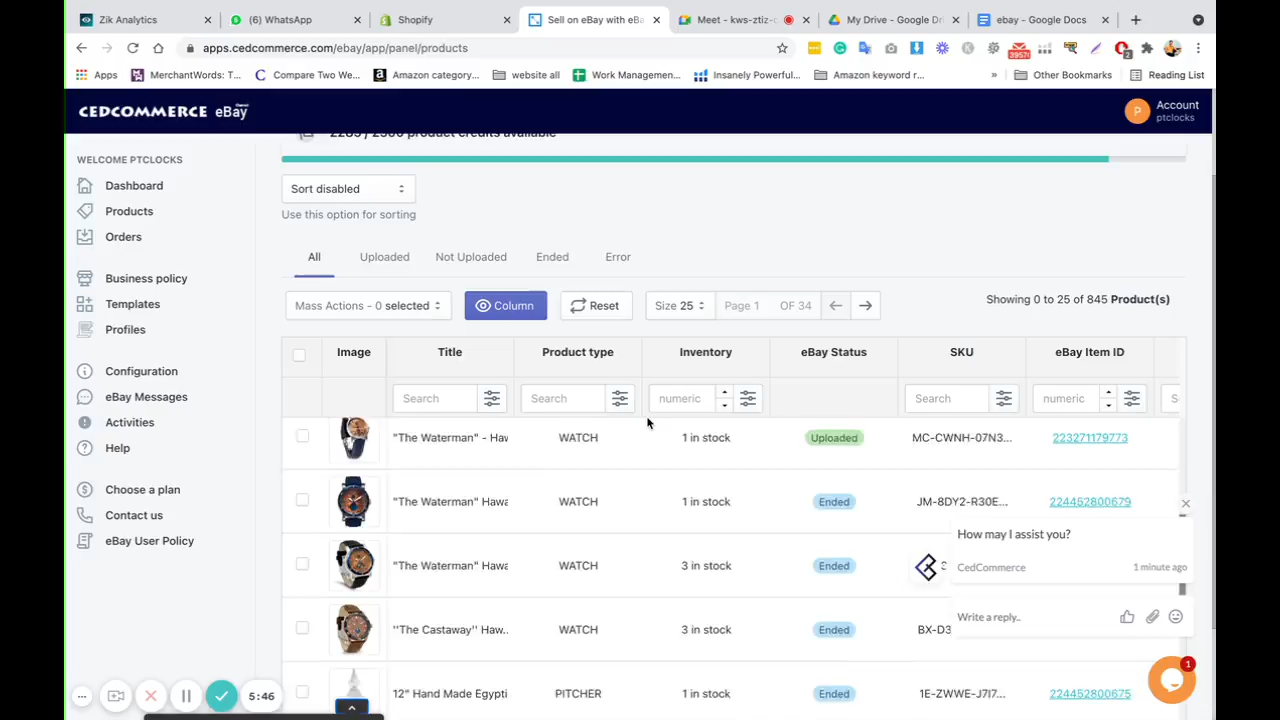 Zik Analytics
(6) WhatsApp
Shopify
Sell on eBay with eBa
Meet - kws-ztiz-c
My Drive - Google Dri
ebay - Google Docs
apps.cedcommerce.com/ebay/app/panel/products
Apps
MerchantWords: T...
Compare Two We...
Amazon category...
website all
Work Managemen...
Insanely Powerful...
Amazon keyword r...
»
Other Bookmarks
Reading List
CEDCOMMERCE eBay
P
Account
ptclocks
2285 / 2500 product credits available
WELCOME PTCLOCKS
Dashboard
Products
Orders
Business policy
Templates
Profiles
Configuration
eBay Messages
Activities
Help
Choose a plan
Contact us
eBay User Policy
Sort disabled
Use this option for sorting
All Uploaded Not Uploaded Ended Error
Mass Actions - 0 selected
Column
Reset
Size 25
Page 1 OF 34
Showing 0 to 25 of 845 Product(s)
Image Title Product type Inventory eBay Status SKU eBay Item ID
Search Search numeric Search numeric S
"The Waterman" - Hav WATCH 1 in stock Uploaded MC-CWNH-07N3... 223271179773
"The Waterman" Hawa WATCH 1 in stock Ended JM-8DY2-R30E... 224452800679
"The Waterman" Hawa WATCH 3 in stock Ended
''The Castaway'' Haw.. WATCH 3 in stock Ended BX-D3
12" Hand Made Egypti PITCHER 1 in stock Ended 1E-ZWWE-J7I7... 224452800675
How may I assist you?
CedCommerce 1 minute ago
Write a reply..
1
5:46